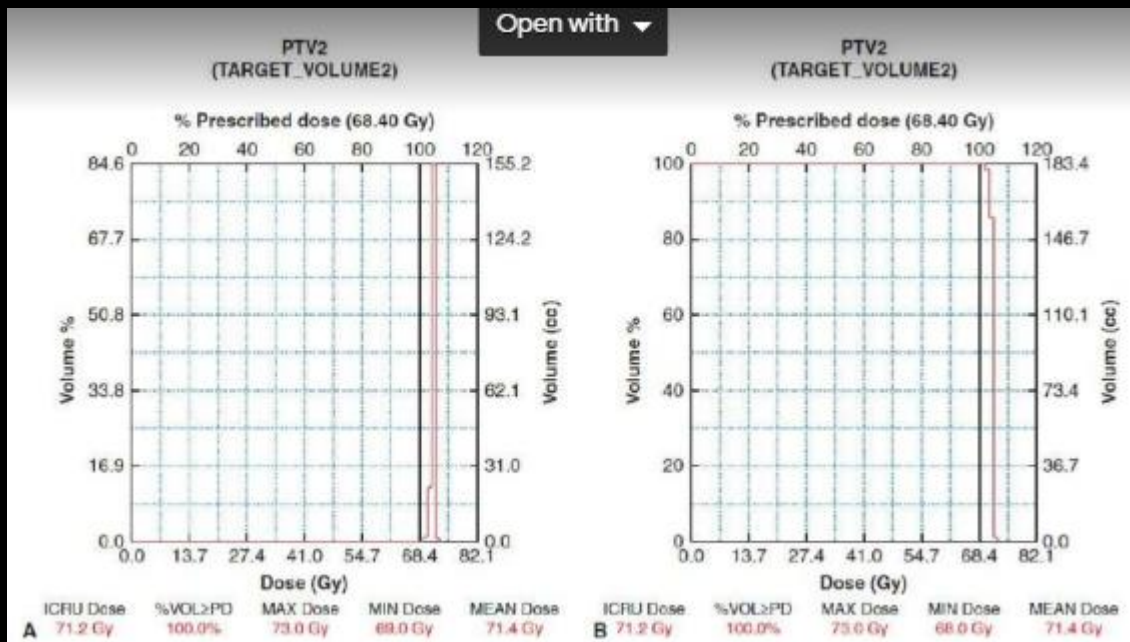 Open with
PTV2
(TARGET_VOLUME2)
% Prescribed dose (68.40 Gy)
0 20 40 60 80 100 120
84.6
67.7
50.8
33.8
16.9
0.0
Volume %
155.2
124.2
93.1
62.1
31.0
0.0
Volume (cc)
0.0 13.7 27.4 41.0 54.7 68.4 82.1
Dose (Gy)
ICRU Dose %VOL≥PD MAX Dose MIN Dose MEAN Dose
A 71.2 Gy 100.0% 73.0 Gy 69.0 Gy 71.4 Gy
PTV2
(TARGET_VOLUME2)
% Prescribed dose (68.40 Gy)
0 20 40 60 80 100 120
100
80
60
40
20
0
Volume %
183.4
146.7
110.1
73.4
36.7
0.0
Volume (cc)
0.0 13.7 27.4 41.0 54.7 68.4 82.1
Dose (Gy)
ICRU Dose %VOL≥PD MAX Dose MIN Dose MEAN Dose
B 71.2 Gy 100.0% 73.0 Gy 68.0 Gy 71.4 Gy